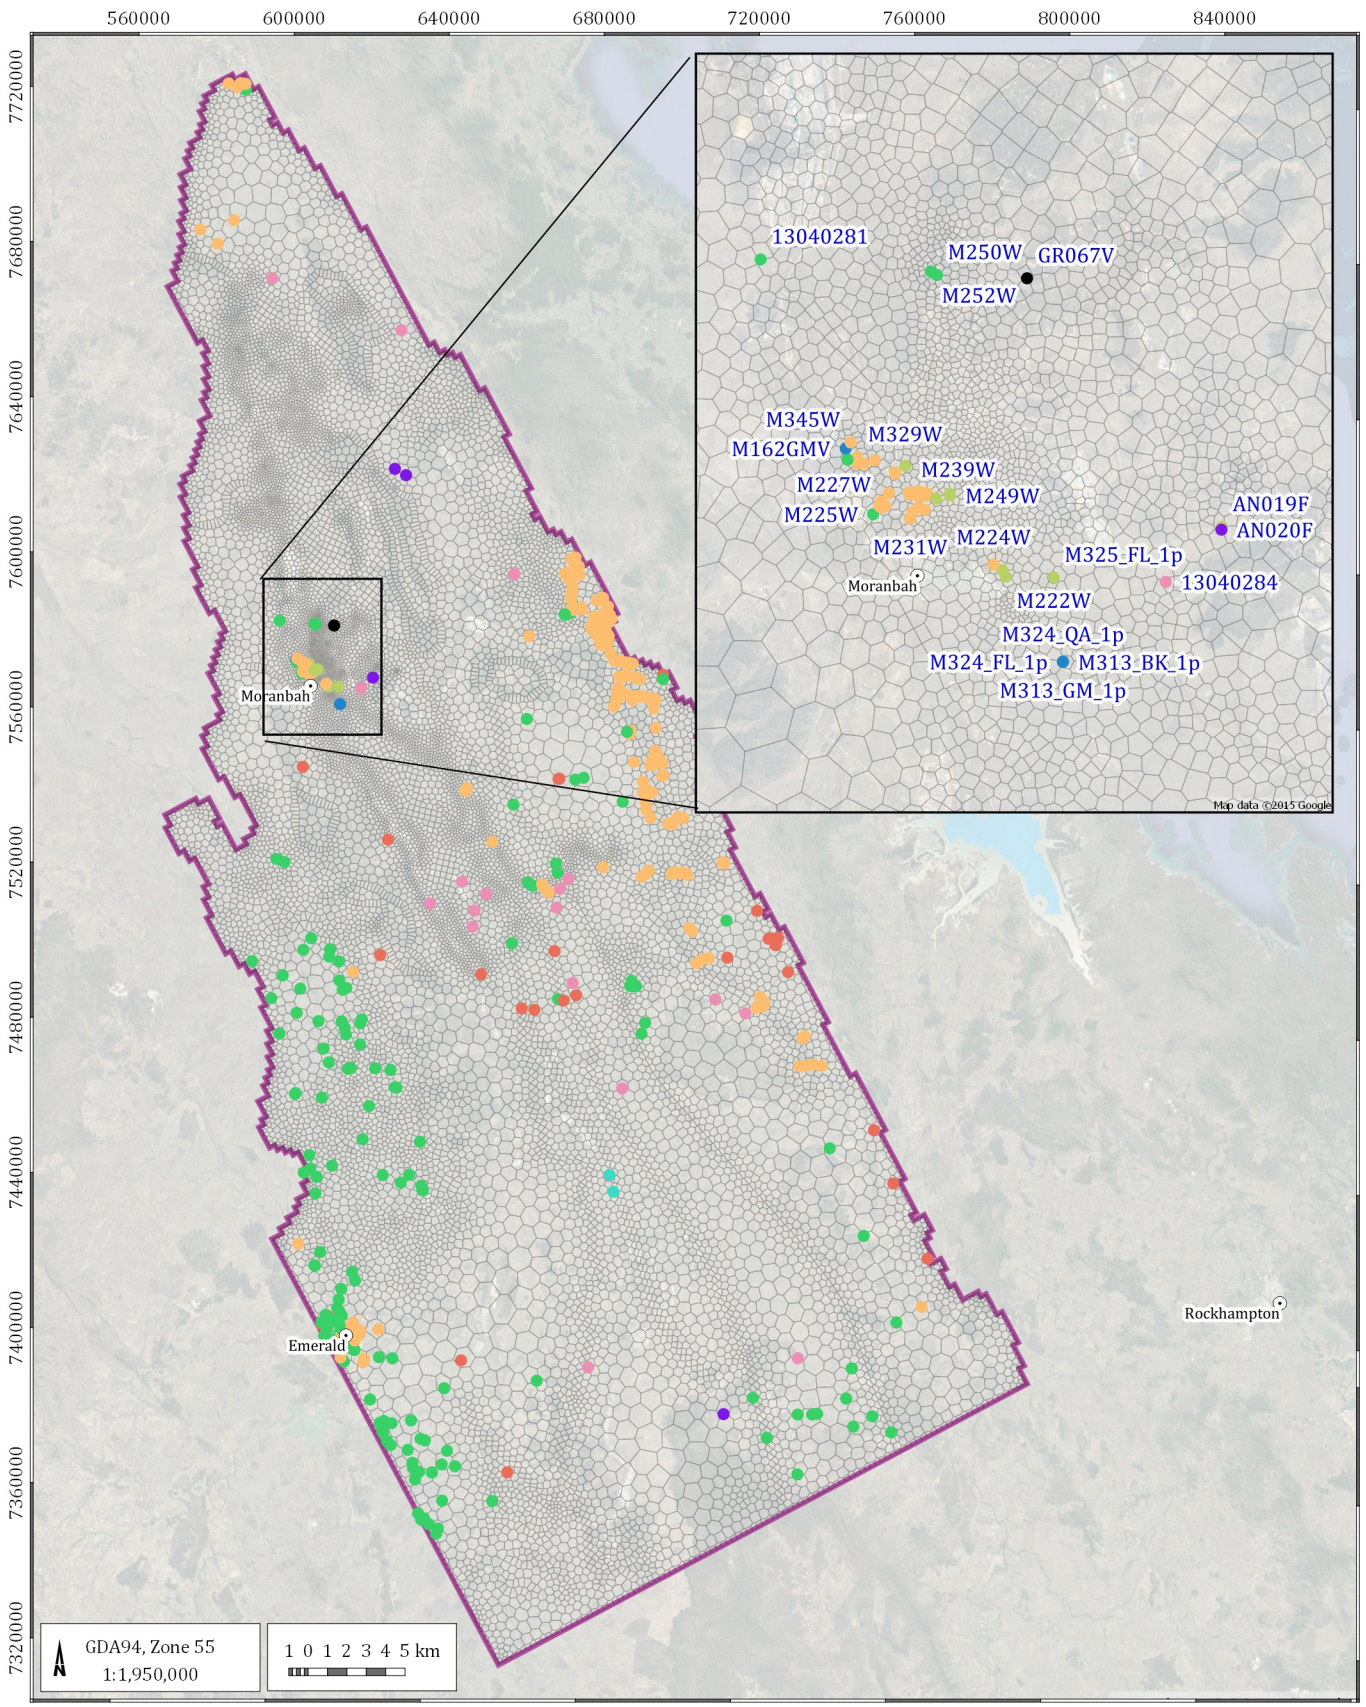 560000 600000 640000 680000 720000 760000 800000 840000
7720000
7680000
7640000
7600000
7560000
7520000
7480000
7440000
7400000
7360000
7320000
13040281
M250W
GR067V
M252W
M345W
M329W
M162GMV
M239W
M227W
M249W
M225W
AN019F
AN020F
M224W
M231W
M325_FL_1p
Moranbah
13040284
M222W
M324_QA_1p
M324_FL_1p
M313_BK_1p
M313_GM_1p
Map data ©2015 Google
Moranbah
Rockhampton
Emerald
N
GDA94, Zone 55
1:1,950,000
1 0 1 2 3 4 5 km